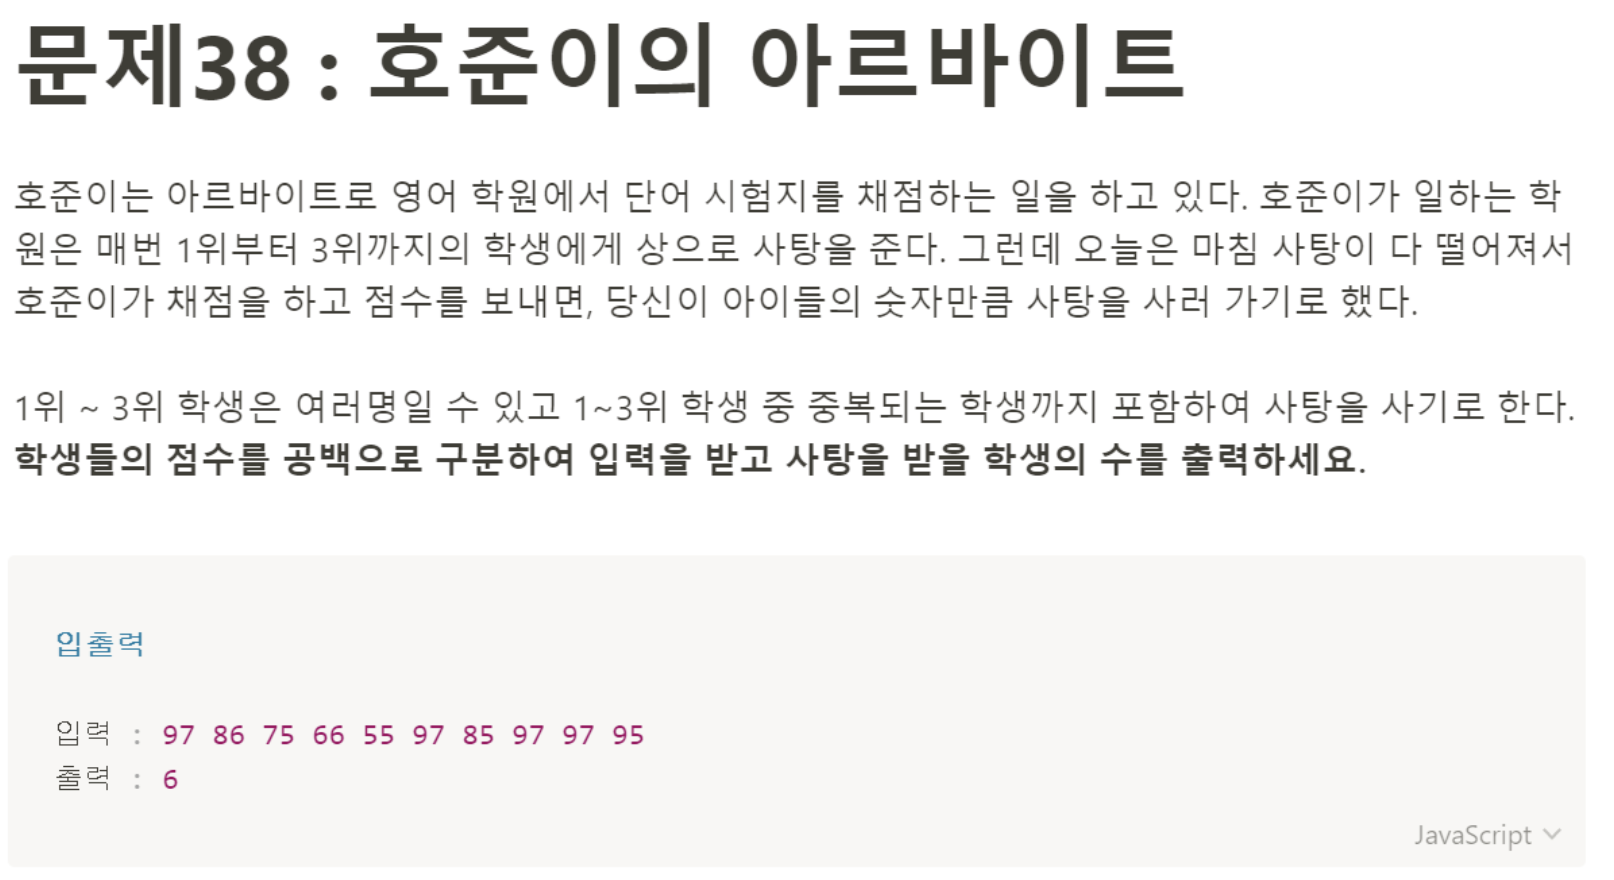 문제38 : 호준이의 아르바이트
호준이는 아르바이트로 영어 학원에서 단어 시험지를 채점하는 일을 하고 있다. 호준이가 일하는 학
원은 매번 1위부터 3위까지의 학생에게 상으로 사탕을 준다. 그런데 오늘은 마침 사탕이 다 떨어져서
호준이가 채점을 하고 점수를 보내면, 당신이 아이들의 숫자만큼 사탕을 사러 가기로 했다.
1위 ~ 3위 학생은 여러명일 수 있고 1~3위 학생 중 중복되는 학생까지 포함하여 사탕을 사기로 한다.
학생들의 점수를 공백으로 구분하여 입력을 받고 사탕을 받을 학생의 수를 출력하세요.
입출력
입력 : 97 86 75 66 55 97 85 97 97 95
출력 : 6
JavaScript